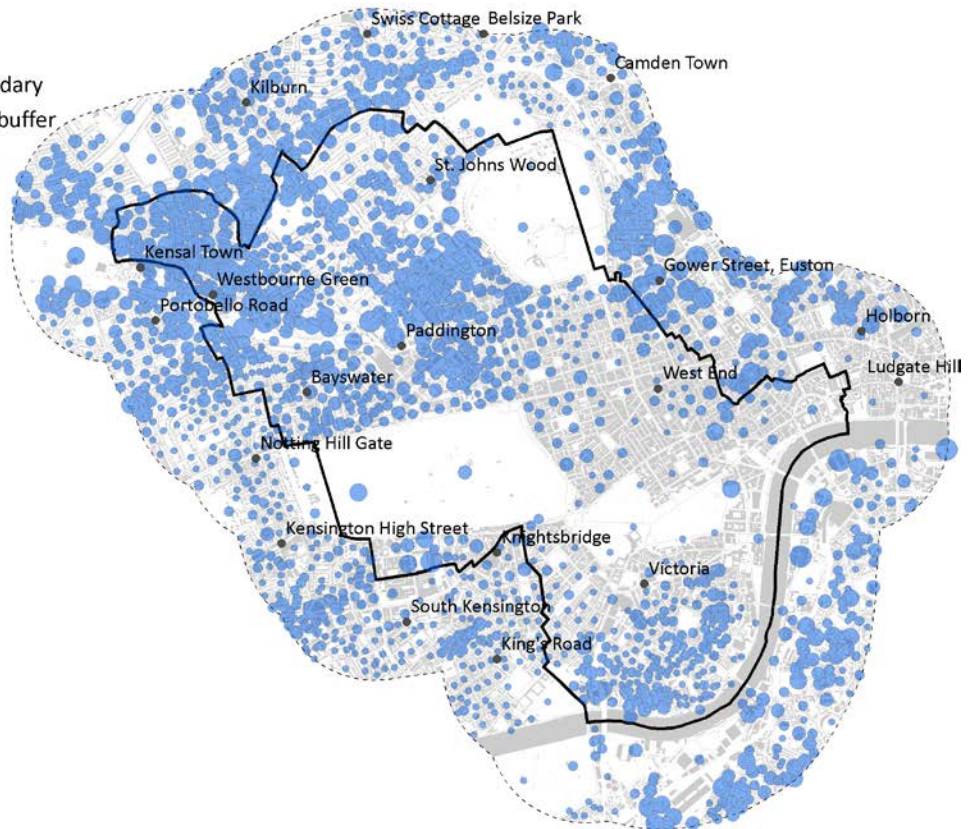 Swiss Cottage Belsize Park
Camden Town
dary
Kilburn
buffer
St. Johns Wood
Kensal Town
Gower Street, Euston
Westbourne Green
Portobello Road
Holborn
Paddington
Ludgate Hill
West End
Bayswater
Notting Hill Gate
Kensington High Street
Knightsbridge
Victoria
South Kensington
King's Road